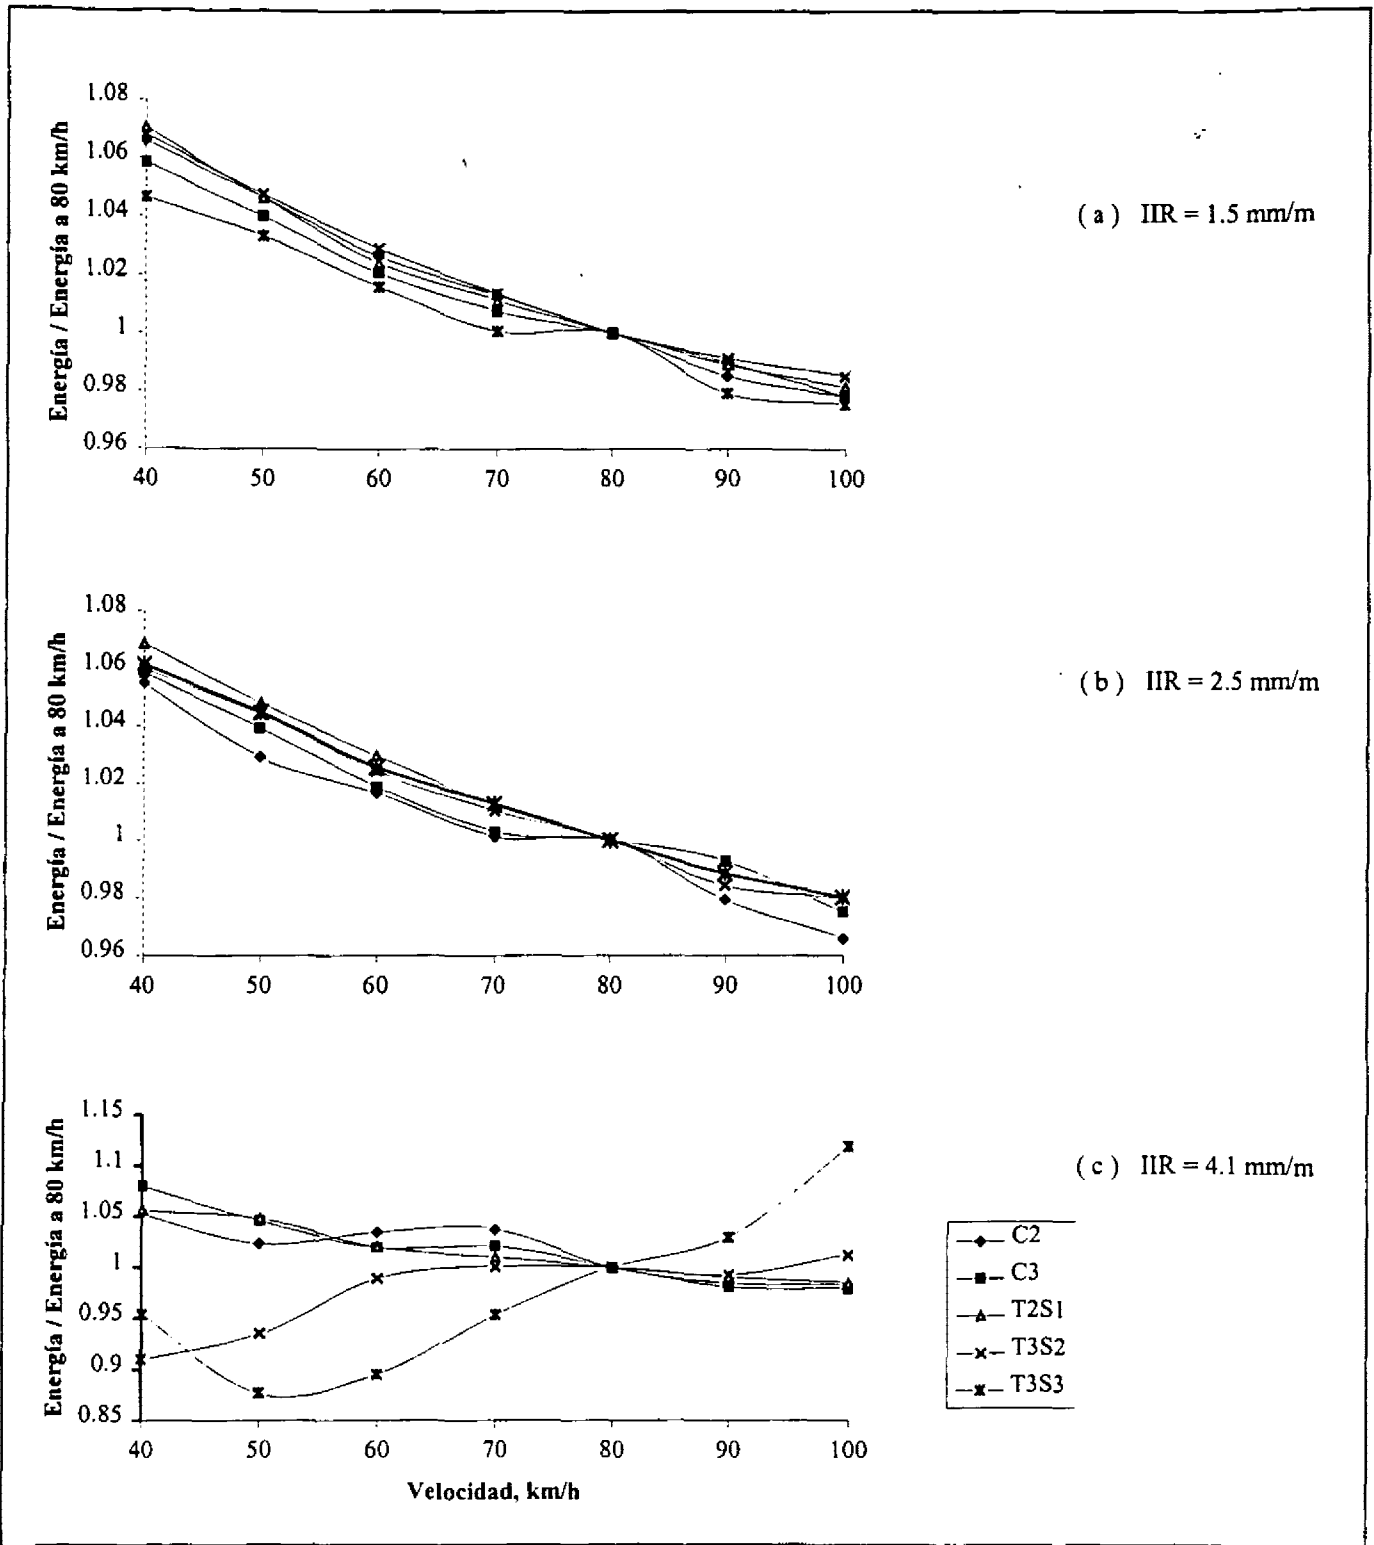 1.08
1.06
1.04
1.02
1
0.98
0.96
Energía / Energía a 80 km/h
40 50 60 70 80 90 100
( a ) IIR = 1.5 mm/m
1.08
1.06
1.04
1.02
1
0.98
0.96
Energía / Energía a 80 km/h
40 50 60 70 80 90 100
( b ) IIR = 2.5 mm/m
1.15
1.1
1.05
1
0.95
0.9
0.85
Energía / Energía a 80 km/h
40 50 60 70 80 90 100
Velocidad, km/h
( c ) IIR = 4.1 mm/m
C2
C3
T2S1
T3S2
T3S3